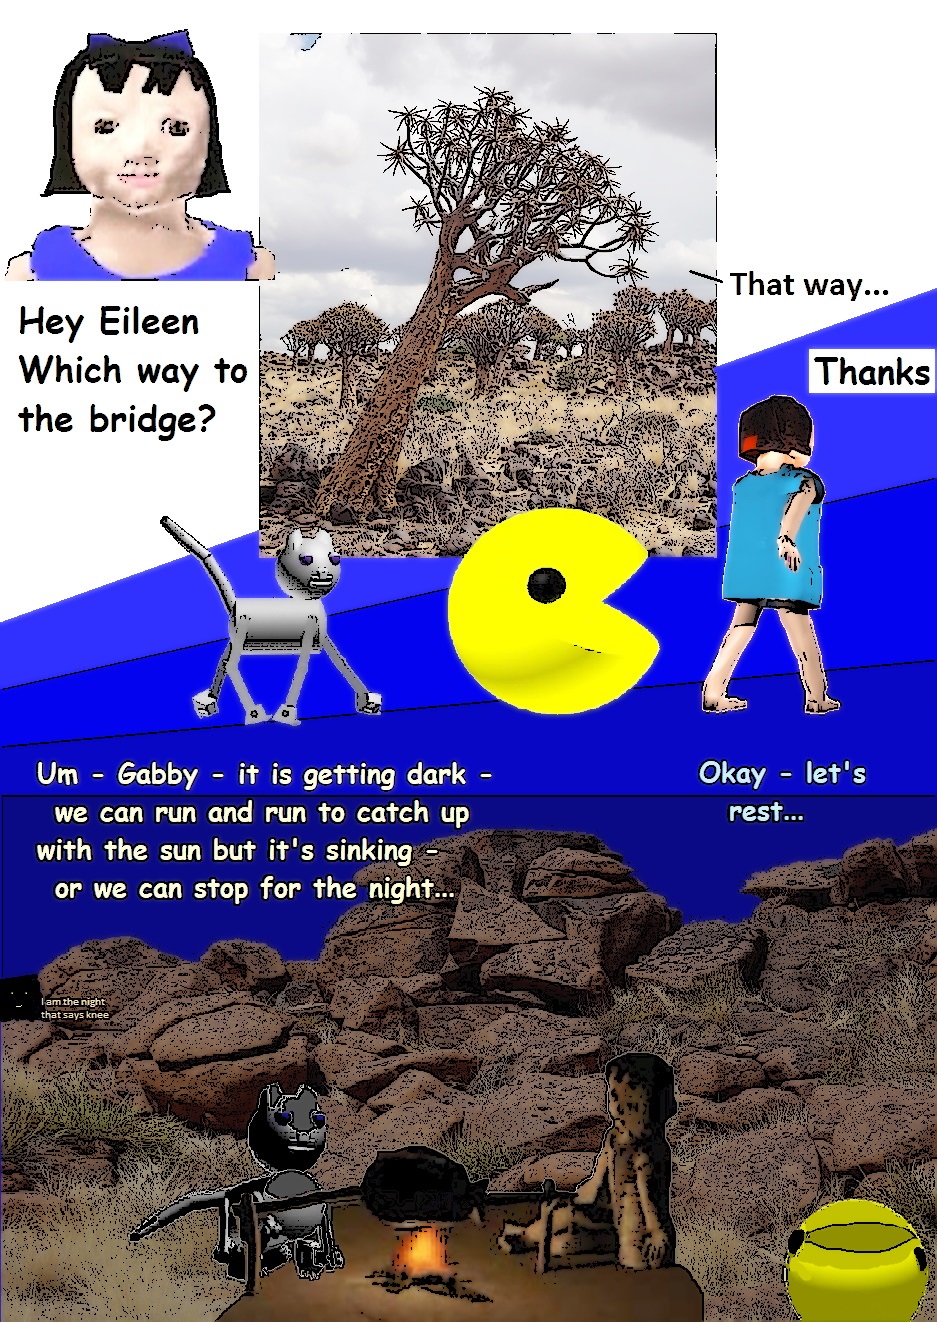 Hey Eileen
Which way to
the bridge?
That way...
Thanks
Um - Gabby - it is getting dark -
we can run and run to catch up
with the sun but it's sinking -
or we can stop for the night...
Okay - let's
rest...
I am the night
that says knee